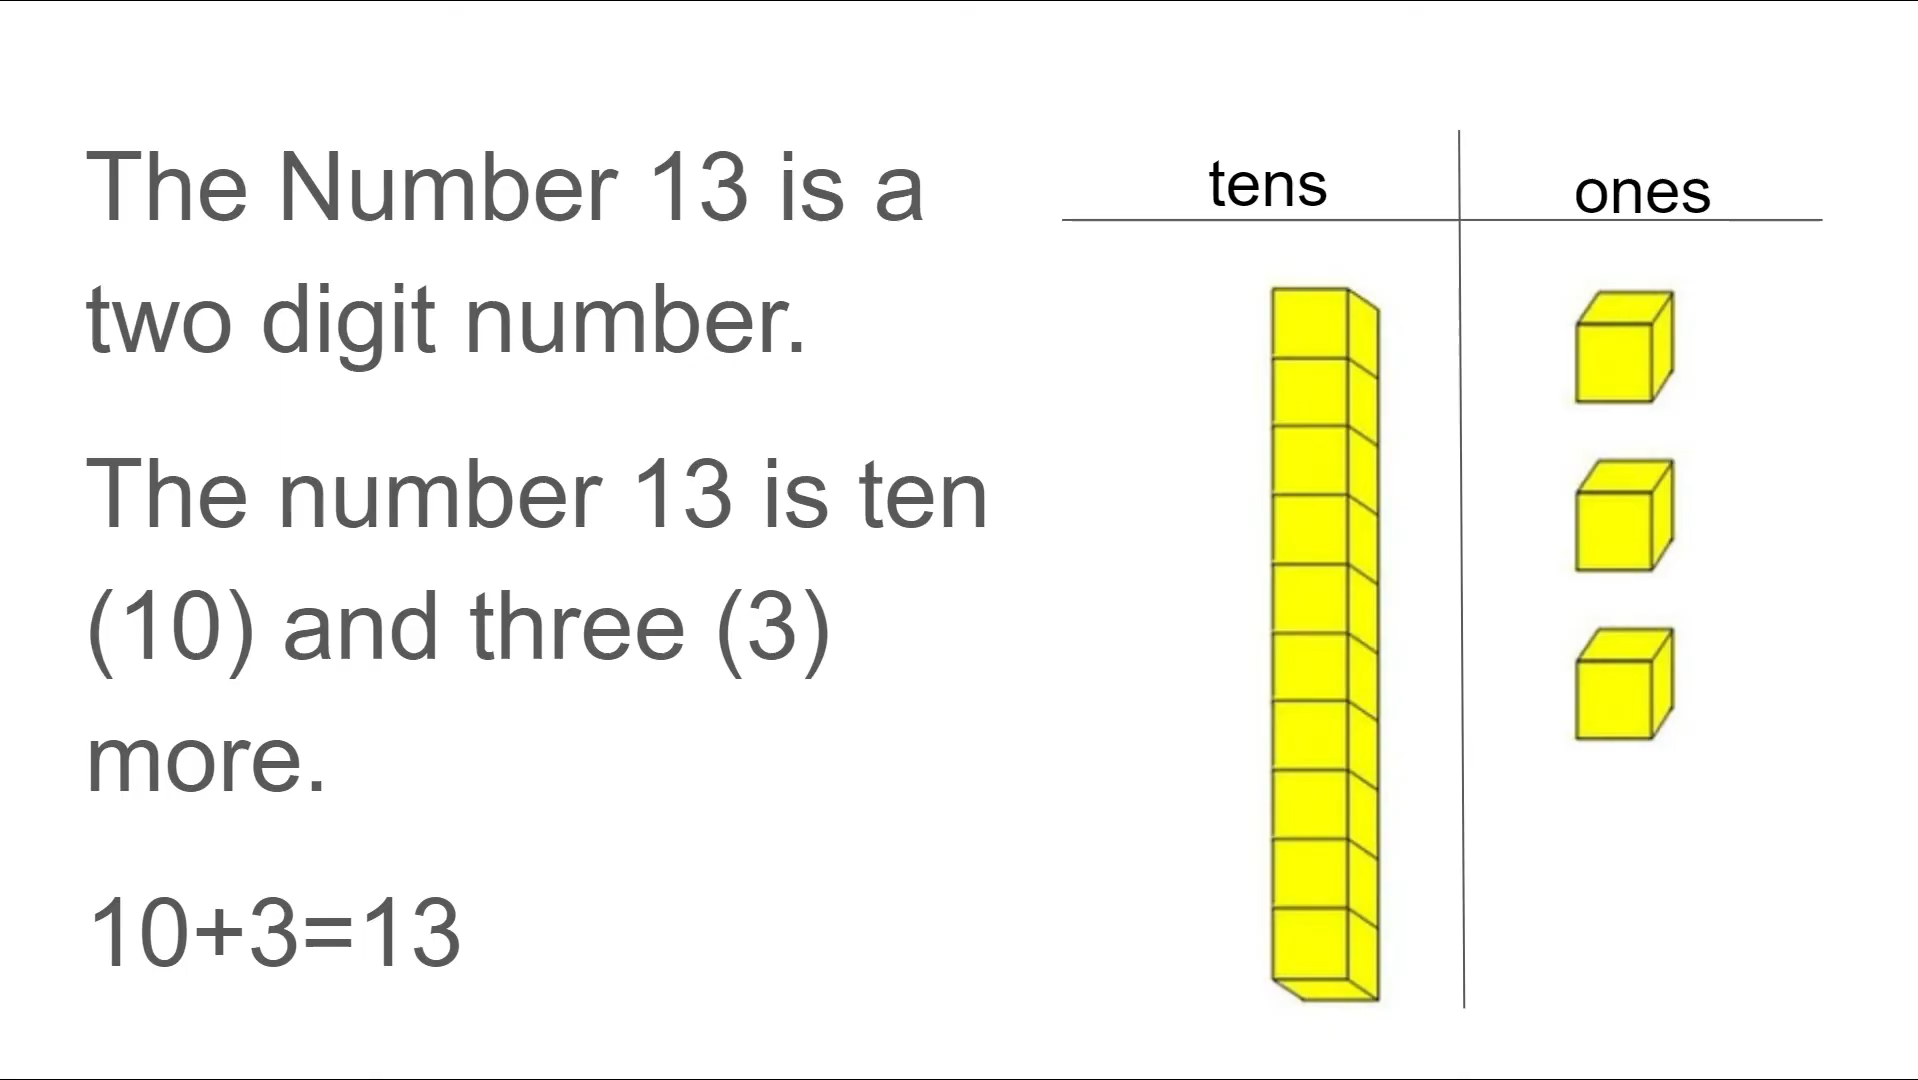 The Number 13 is a
two digit number.
The number 13 is ten
(10) and three (3)
more.
10+3=13
tens
ones